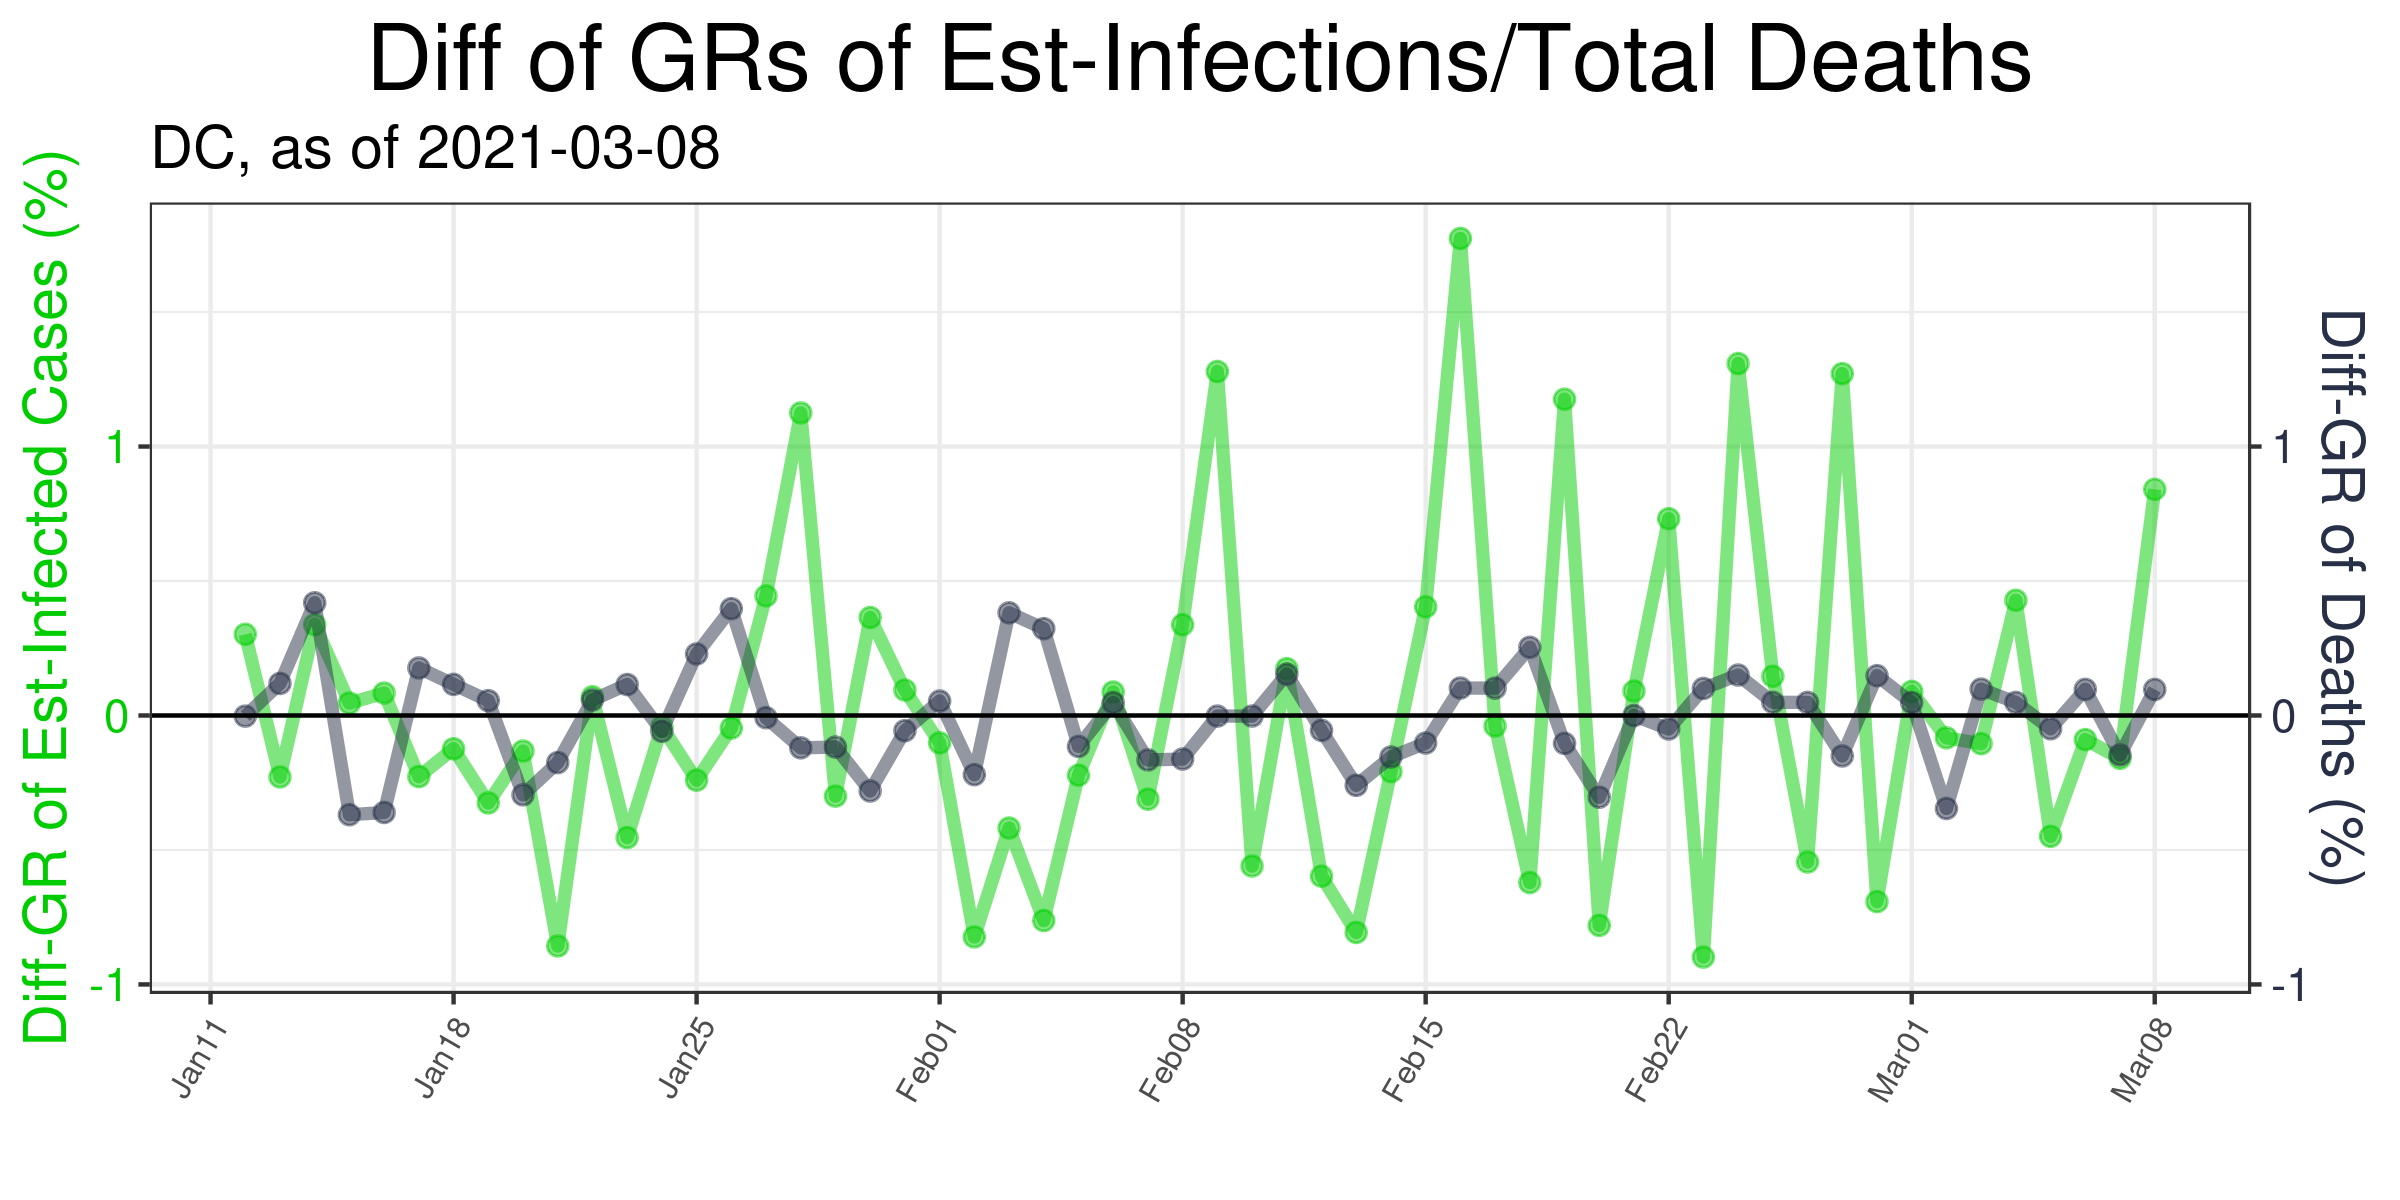 Diff of GRs of Est-Infections/Total Deaths
DC, as of 2021-03-08
Diff-GR of Est-Infected Cases (%)
1
0
-1
1
0
-1
Diff-GR of Deaths (%)
Jan11
Jan18
Jan25
Feb01
Feb08
Feb15
Feb22
Mar01
Mar08